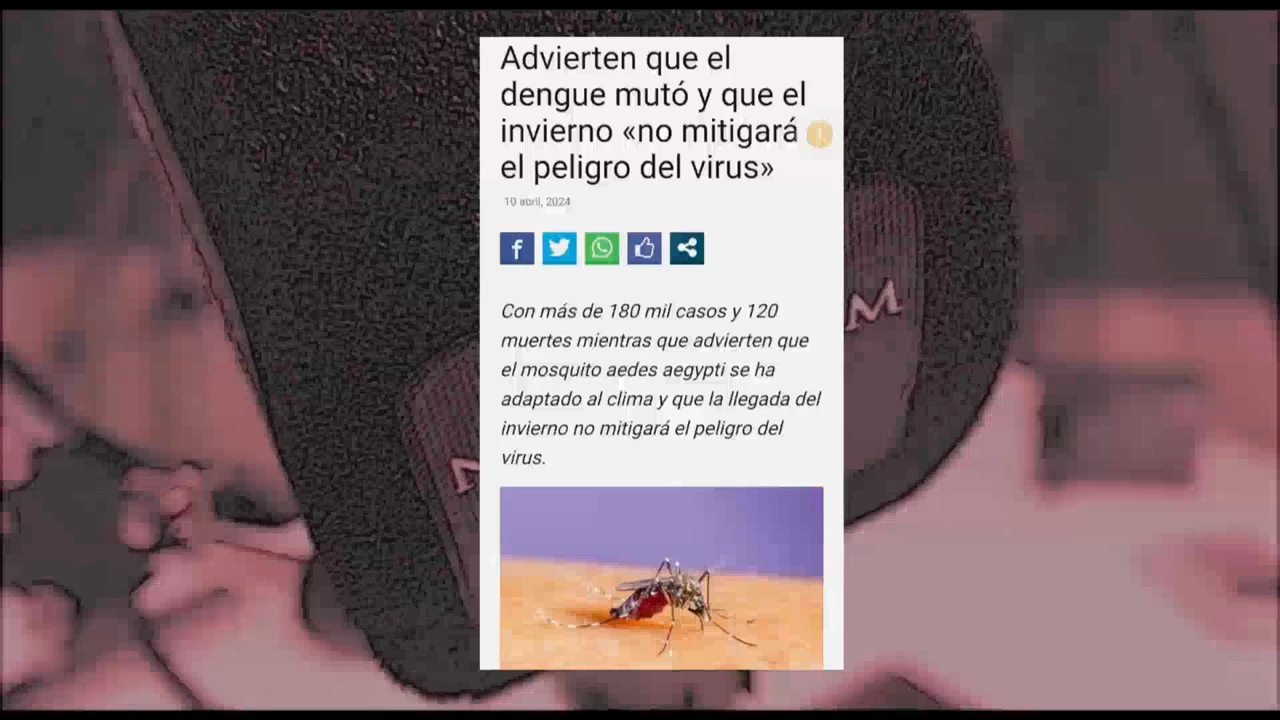 Advierten que el
dengue mutó y que el
invierno «no mitigará
el peligro del virus»
10 abril, 2024
Con más de 180 mil casos y 120
muertes mientras que advierten que
el mosquito aedes aegypti se ha
adaptado al clima y que la llegada del
invierno no mitigará el peligro del
virus.
M